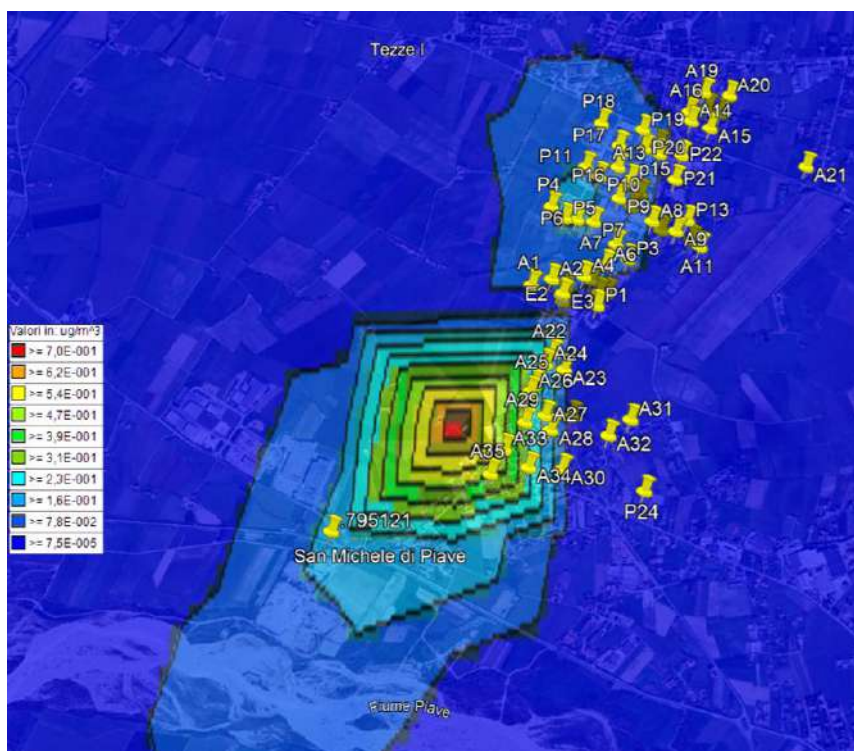 Tezze I
A19
A16
A20
P18
A14
P19
A15
P17
A13
P20
P22
P11
P16
p15
A21
P4
P10
P21
P6
P5
P9
A8
P13
P7
A9
A7
P3
A11
A1
A2
A4
A6
E2
E3
P1
Valori in: ug/m^3
>= 7,0E-001
>= 6,2E-001
>= 5,4E-001
>= 4,7E-001
>= 3,9E-001
>= 3,1E-001
>= 2,3E-001
>= 1,6E-001
>= 7,8E-002
>= 7,5E-005
A22
A24
A25
A23
A26
A29
A27
A31
A33
A28
A32
A35
A34
A30
P24
.795121
San Michele di Piave
Fiume Piave